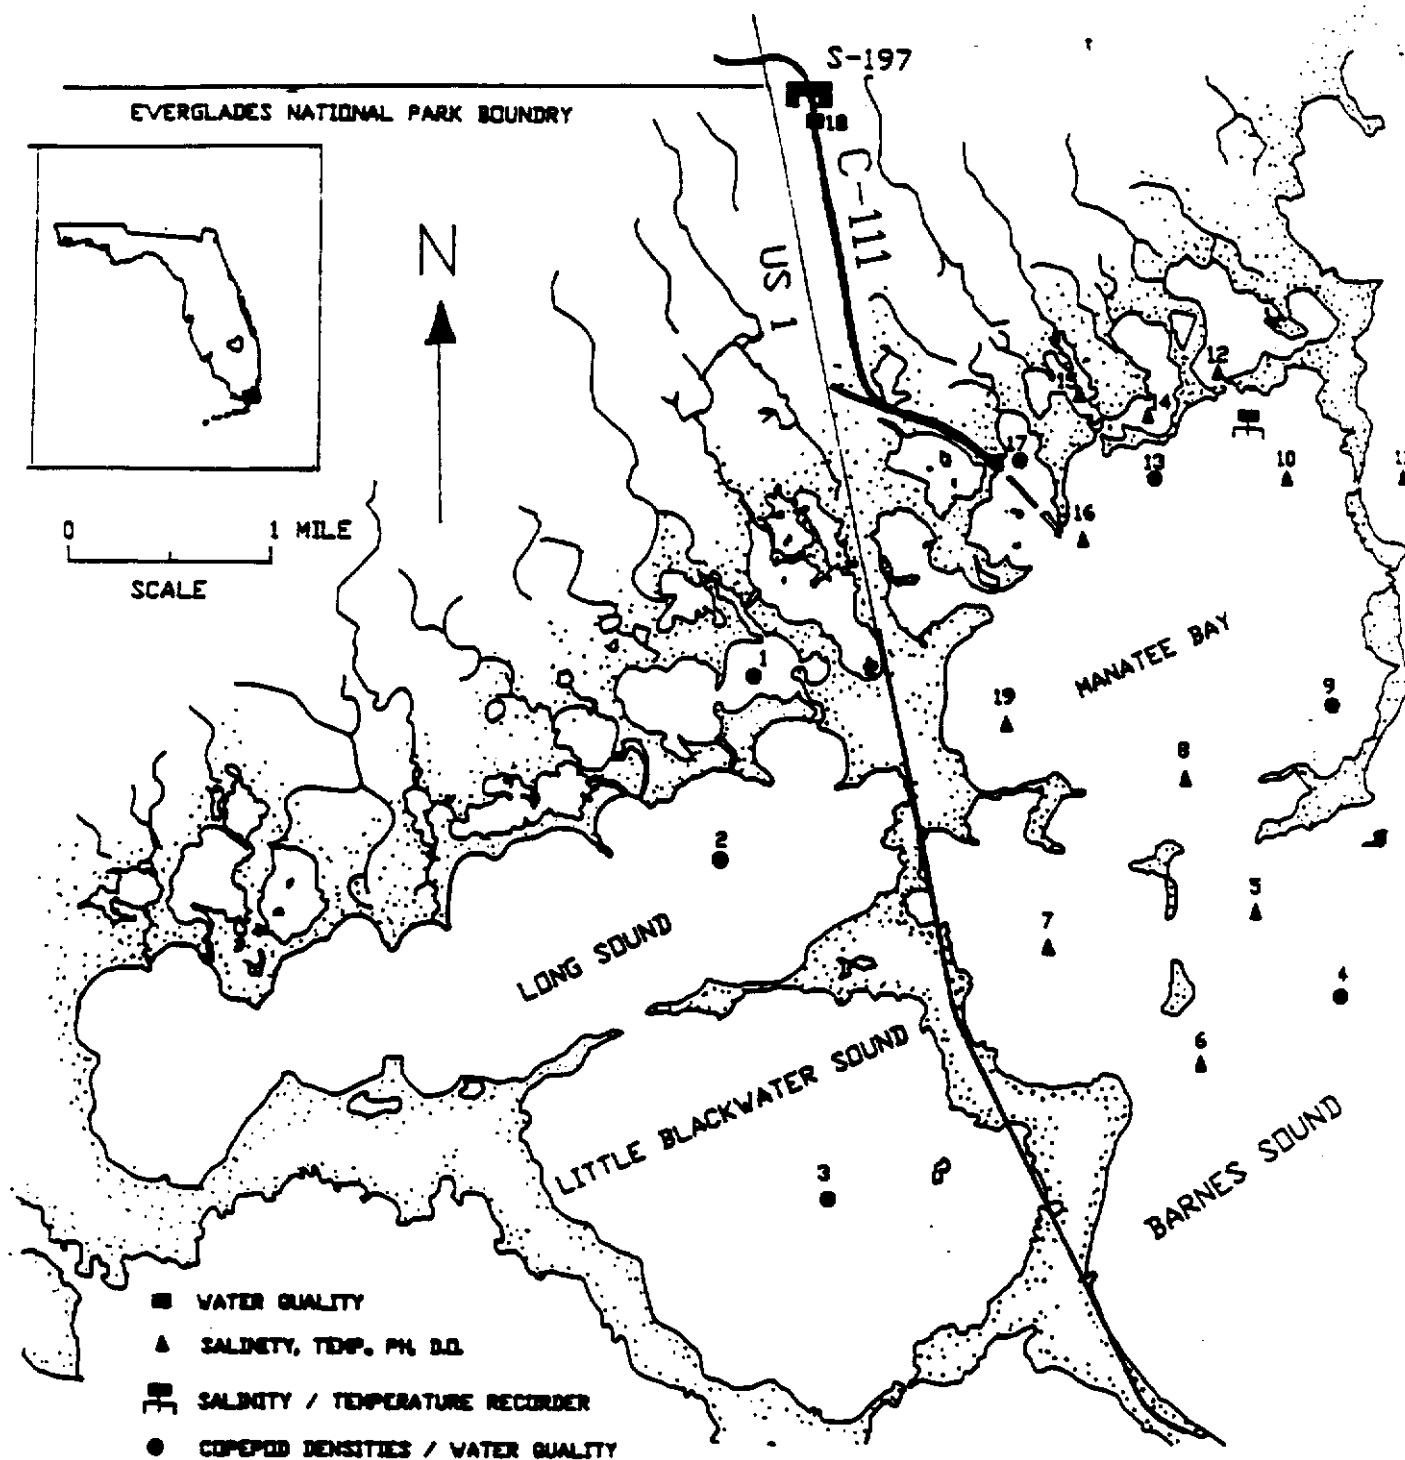 S-197
EVERGLADES NATIONAL PARK BOUNDRY
18
C-111
N
US 1
12
15
14
17
13
10
0 1 MILE
16
SCALE
MANATEE BAY
1
9
19
8
2
5
7
LONG SOUND
4
LITTLE BLACKWATER SOUND
6
BARNES SOUND
3
WATER QUALITY
SALINITY, TEMP. PH, D.O.
SALINITY / TEMPERATURE RECORDER
COPEPOD DENSITIES / WATER QUALITY